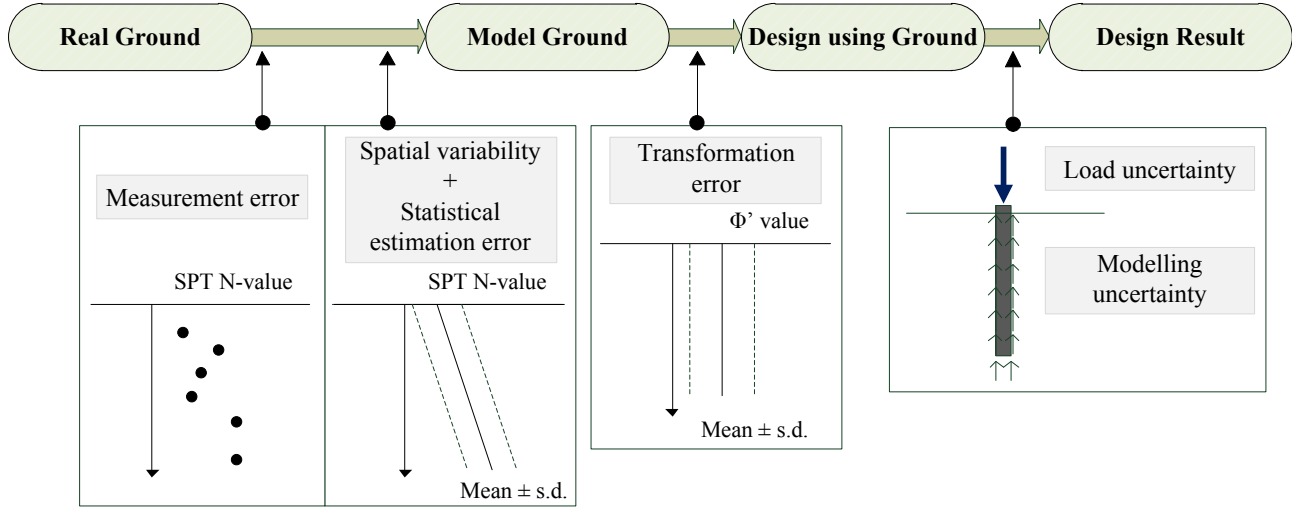 Real Ground
Model Ground
Design using Ground
Design Result
Measurement error
SPT N-value
Spatial variability
+
Statistical
estimation error
SPT N-value
Mean ± s.d.
Transformation
error
Φ’ value
Mean ± s.d.
Load uncertainty
Modelling
uncertainty